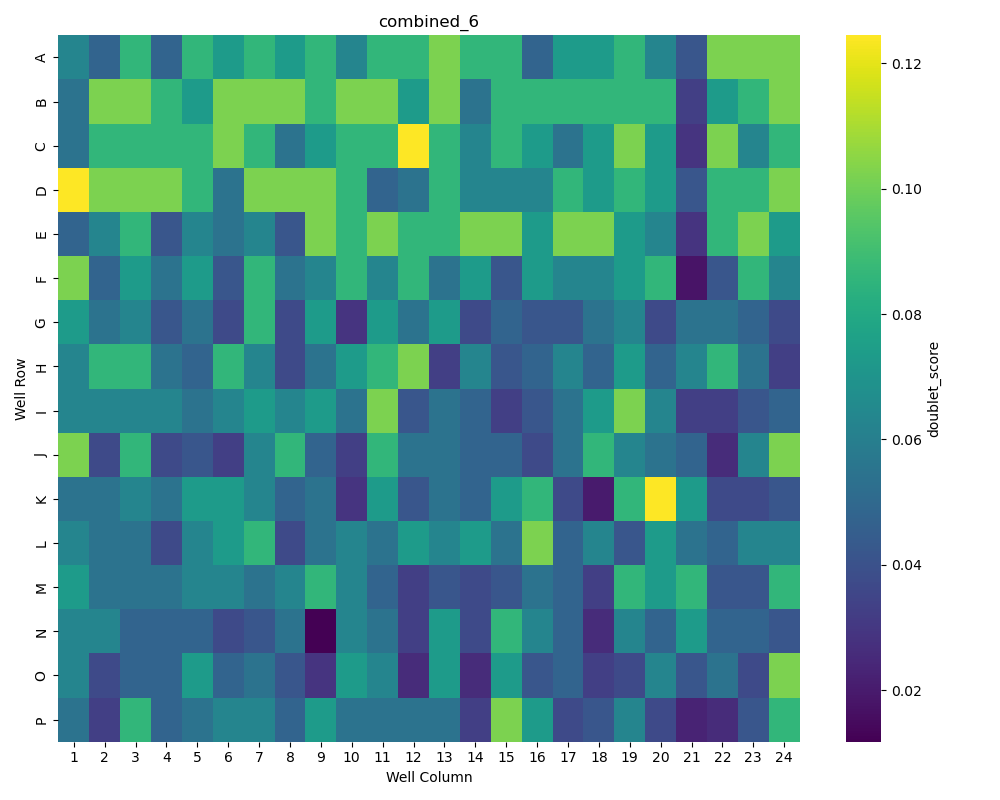 combined_6
Well Row
A
B
C
D
E
F
G
H
I
J
K
L
M
N
O
P
1 2 3 4 5 6 7 8 9 10 11 12 13 14 15 16 17 18 19 20 21 22 23 24
Well Column
0.12
0.10
0.08
0.06
0.04
0.02
doublet_score